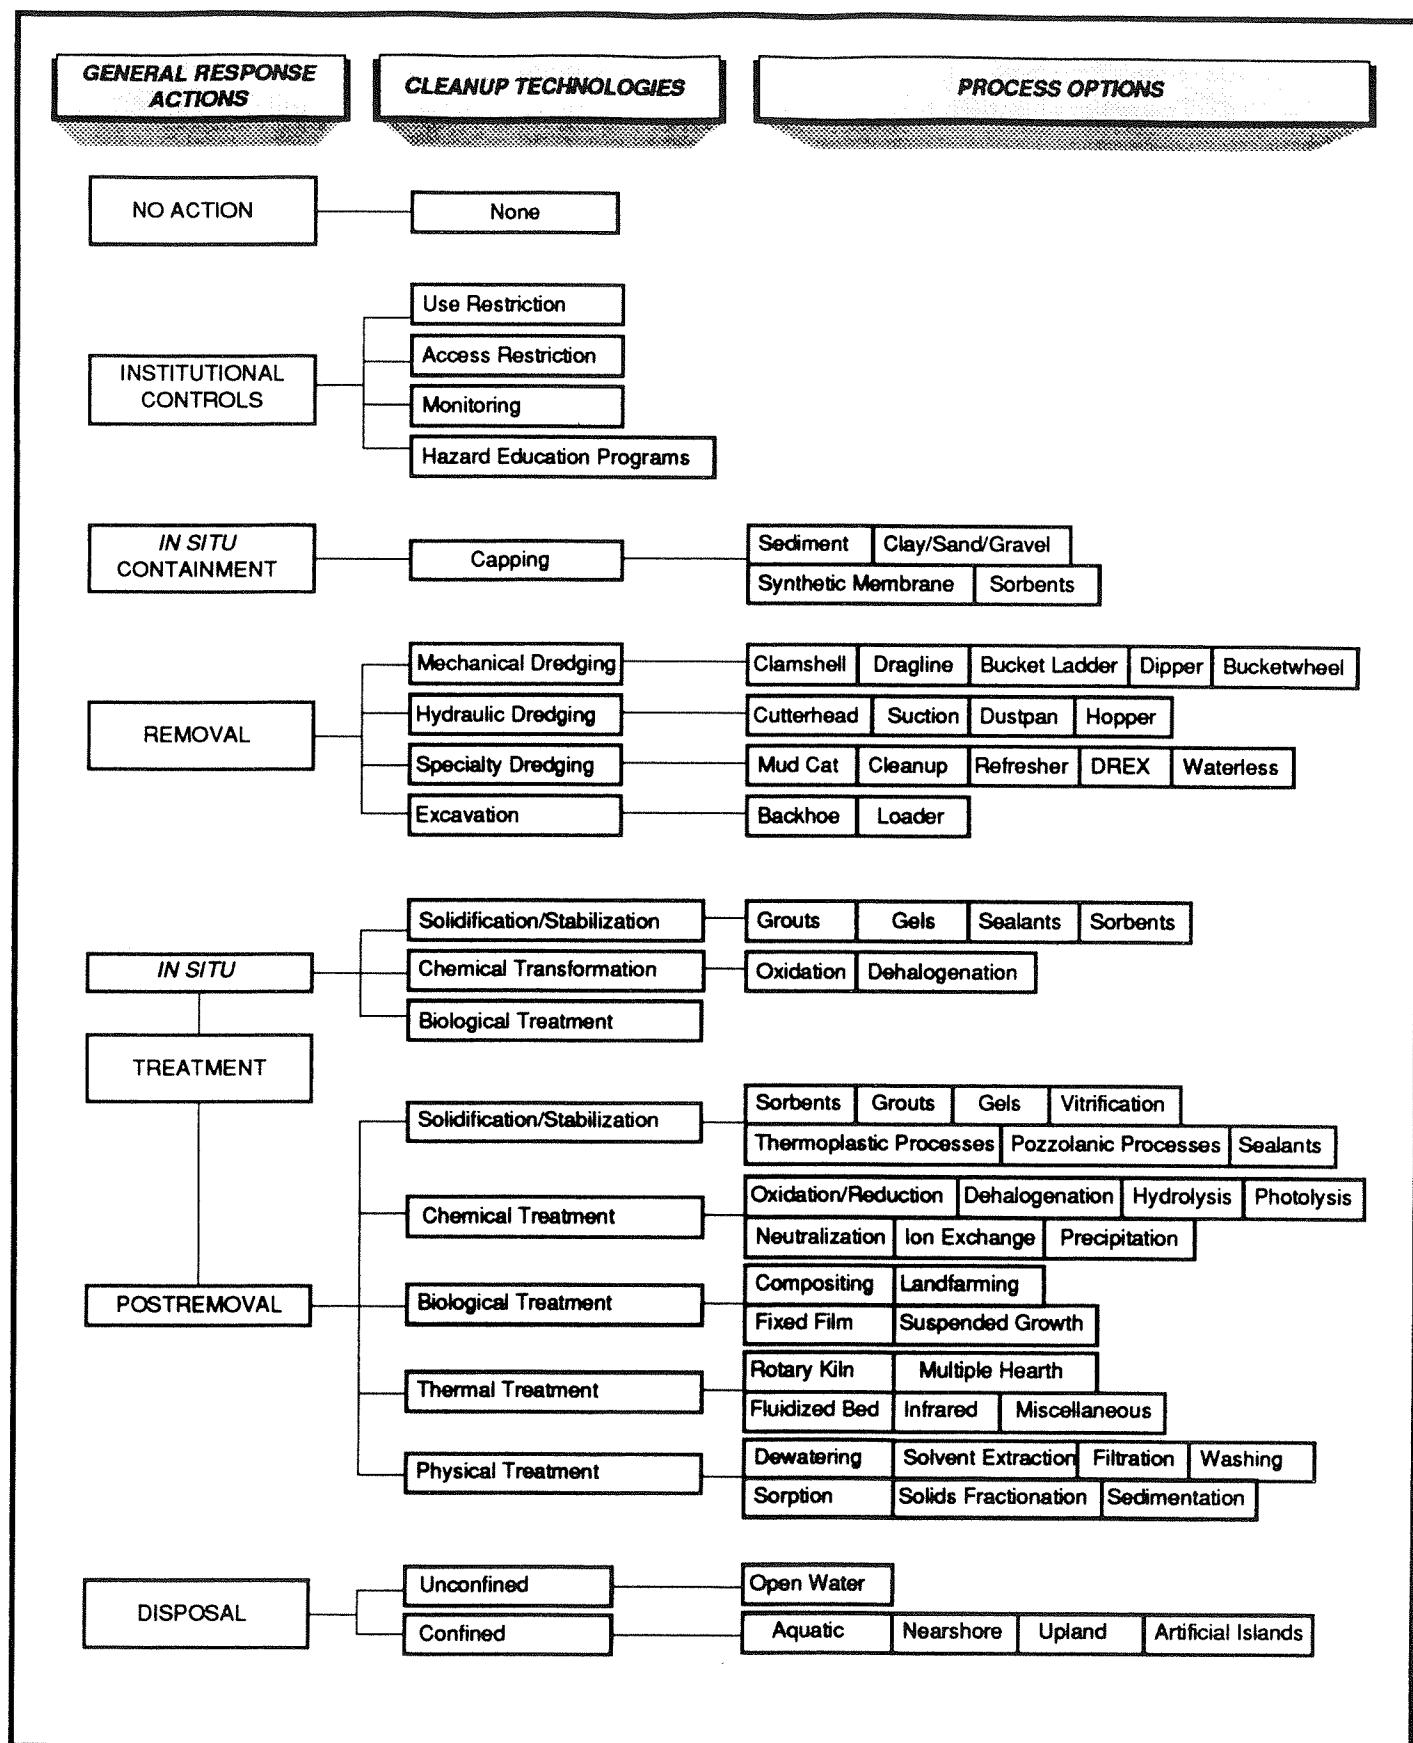 GENERAL RESPONSE
ACTIONS
CLEANUP TECHNOLOGIES
PROCESS OPTIONS
NO ACTION
None
INSTITUTIONAL
CONTROLS
Use Restriction
Access Restriction
Monitoring
Hazard Education Programs
IN SITU
CONTAINMENT
Capping
Sediment Clay/Sand/Gravel
Synthetic Membrane Sorbents
REMOVAL
Mechanical Dredging
Clamshell Dragline Bucket Ladder Dipper Bucketwheel
Hydraulic Dredging
Cutterhead Suction Dustpan Hopper
Specialty Dredging
Mud Cat Cleanup Refresher DREX Waterless
Excavation
Backhoe Loader
TREATMENT
IN SITU
Solidification/Stabilization
Grouts Gels Sealants Sorbents
Chemical Transformation
Oxidation Dehalogenation
Biological Treatment
POSTREMOVAL
Solidification/Stabilization
Sorbents Grouts Gels Vitrification
Thermoplastic Processes Pozzolanic Processes Sealants
Chemical Treatment
Oxidation/Reduction Dehalogenation Hydrolysis Photolysis
Neutralization Ion Exchange Precipitation
Biological Treatment
Compositing Landfarming
Fixed Film Suspended Growth
Thermal Treatment
Rotary Kiln Multiple Hearth
Fluidized Bed Infrared Miscellaneous
Physical Treatment
Dewatering Solvent Extraction Filtration Washing
Sorption Solids Fractionation Sedimentation
DISPOSAL
Unconfined
Open Water
Confined
Aquatic Nearshore Upland Artificial Islands